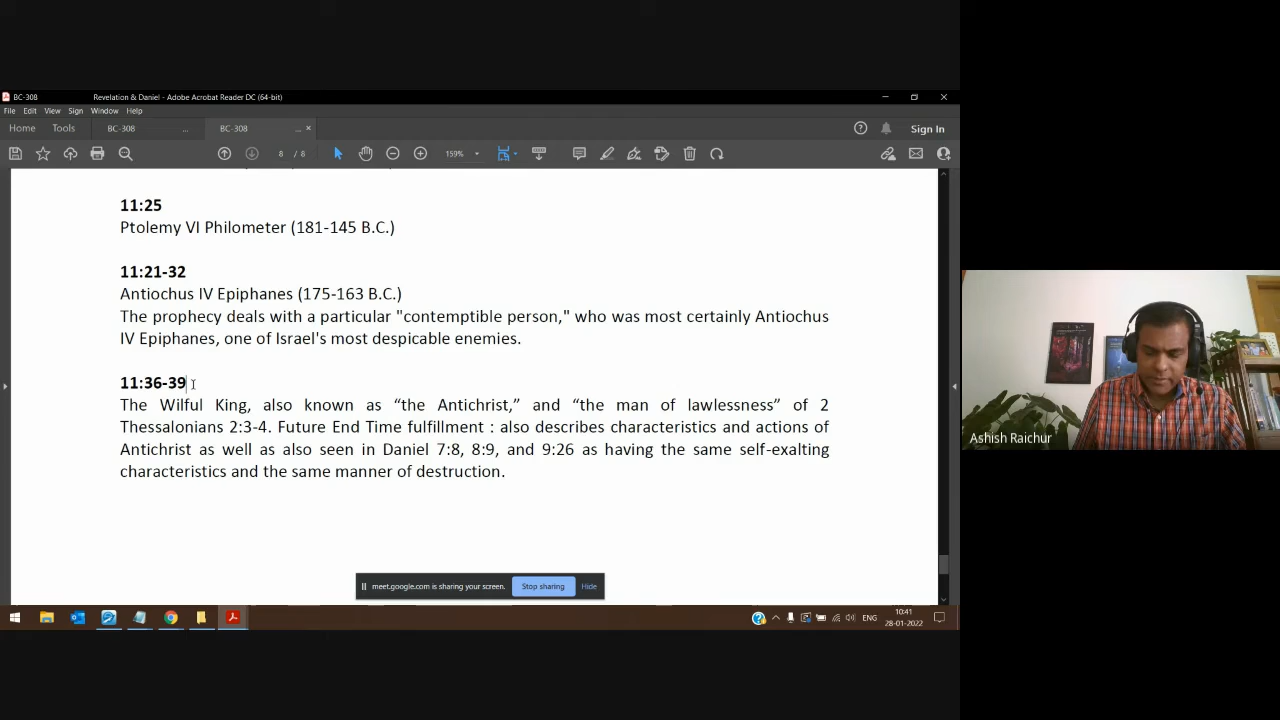 BC-308 Revelation & Daniel - Adobe Acrobat Reader DC (64-bit)
File Edit View Sign Window Help
Home Tools BC-308 ... BC-308 ... × Sign In
8 / 8 159%
11:25
Ptolemy VI Philometer (181-145 B.C.)
11:21-32
Antiochus IV Epiphanes (175-163 B.C.)
The prophecy deals with a particular "contemptible person," who was most certainly Antiochus
IV Epiphanes, one of Israel's most despicable enemies.
11:36-39
The Wilful King, also known as “the Antichrist,” and “the man of lawlessness” of 2
Thessalonians 2:3-4. Future End Time fulfillment : also describes characteristics and actions of
Antichrist as well as also seen in Daniel 7:8, 8:9, and 9:26 as having the same self-exalting
characteristics and the same manner of destruction.
meet.google.com is sharing your screen. Stop sharing Hide
ENG
10:41
28-01-2022
Ashish Raichur